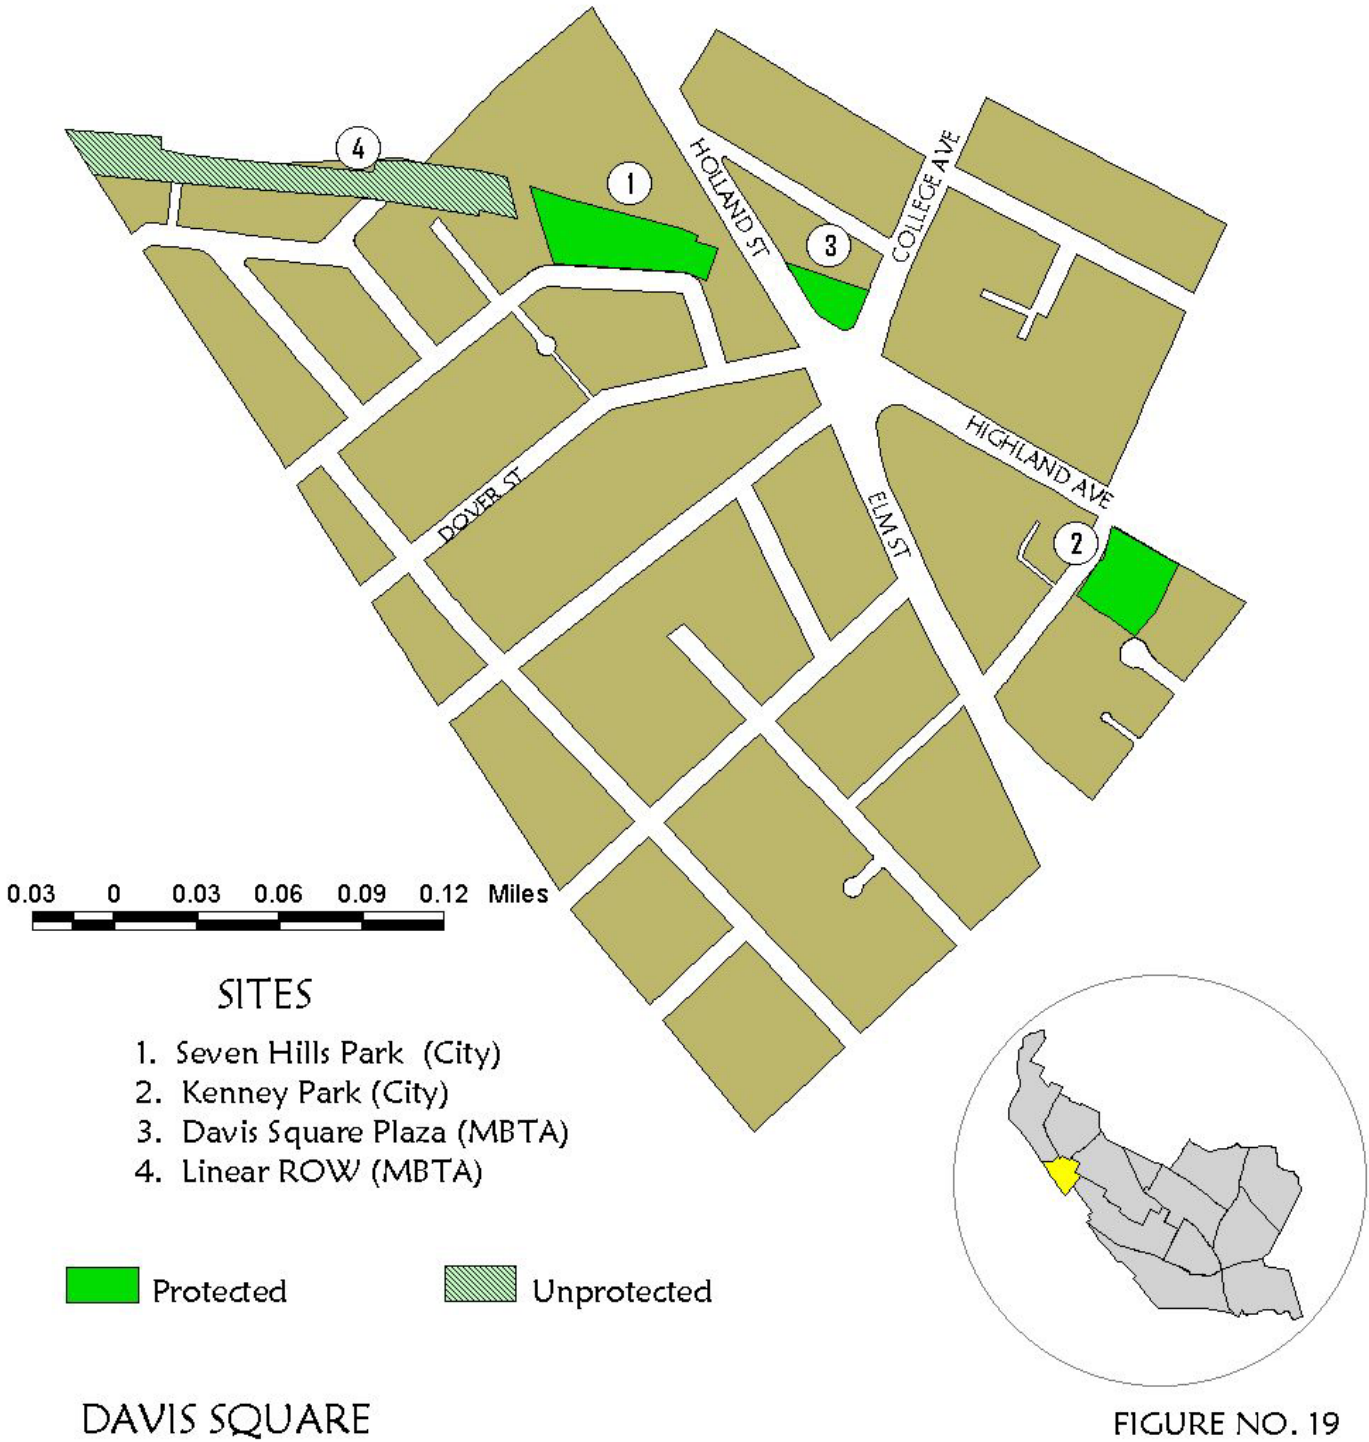 4
1
HOLLAND ST
COLLEGE AVE
3
HIGHLAND AVE
DOVER ST
ELM ST
2
0.03 0 0.03 0.06 0.09 0.12 Miles
SITES
1. Seven Hills Park (City)
2. Kenney Park (City)
3. Davis Square Plaza (MBTA)
4. Linear ROW (MBTA)
Protected
Unprotected
DAVIS SQUARE
FIGURE NO. 19